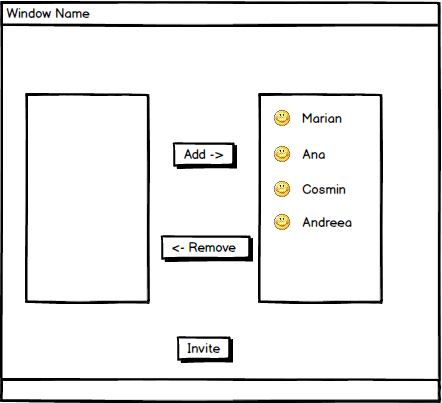 Window Name
Marian
Add ->
Ana
Cosmin
Andreea
<- Remove
Invite